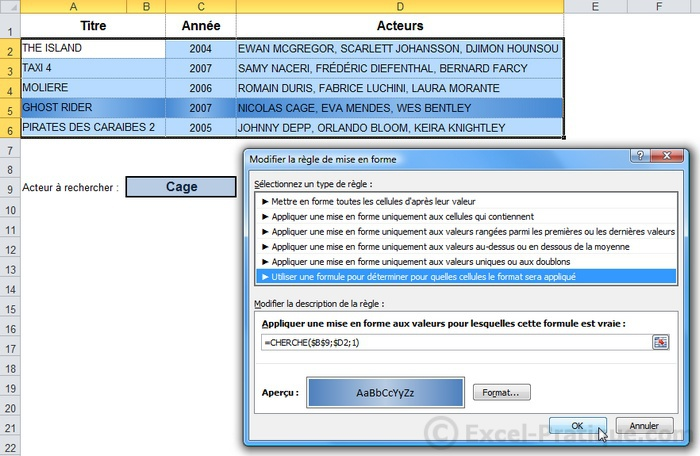 A B C D E F
1 Titre Année Acteurs
2 THE ISLAND 2004 EWAN MCGREGOR, SCARLETT JOHANSSON, DJIMON HOUNSOU
3 TAXI 4 2007 SAMY NACERI, FRÉDÉRIC DIEFENTHAL, BERNARD FARCY
4 MOLIERE 2006 ROMAIN DURIS, FABRICE LUCHINI, LAURA MORANTE
5 GHOST RIDER 2007 NICOLAS CAGE, EVA MENDES, WES BENTLEY
6 PIRATES DES CARAIBES 2 2005 JOHNNY DEPP, ORLANDO BLOOM, KEIRA KNIGHTLEY
7
8
9 Acteur à rechercher : Cage
10
11
12
13
14
15
16
17
18
19
20
21
22
Modifier la règle de mise en forme
Sélectionnez un type de règle :
► Mettre en forme toutes les cellules d'après leur valeur
► Appliquer une mise en forme uniquement aux cellules qui contiennent
► Appliquer une mise en forme uniquement aux valeurs rangées parmi les premières ou les dernières valeurs
► Appliquer une mise en forme uniquement aux valeurs au-dessus ou en dessous de la moyenne
► Appliquer une mise en forme uniquement aux valeurs uniques ou aux doublons
► Utiliser une formule pour déterminer pour quelles cellules le format sera appliqué
Modifier la description de la règle :
Appliquer une mise en forme aux valeurs pour lesquelles cette formule est vraie :
=CHERCHE($B$9;$D2;1)
Aperçu : AaBbCcYyZz Format...
OK Annuler
© Excel-Pratique.com